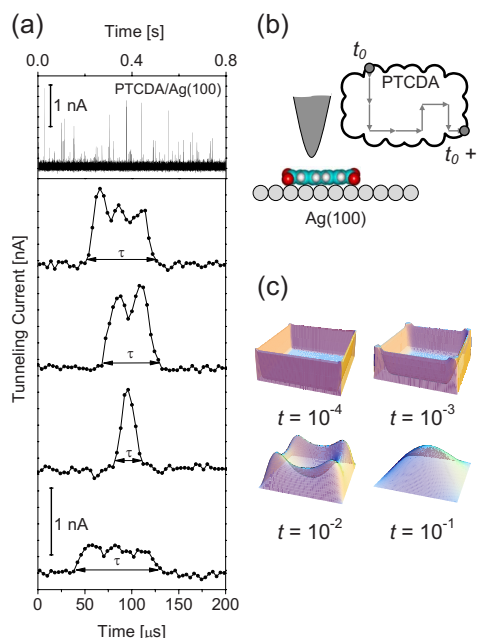 (a)
Time [s]
0.0 0.4 0.8
PTCDA/Ag(100)
1 nA
Tunneling Current [nA]
τ
τ
τ
1 nA
τ
0 50 100 150 200
Time [µs]
(b)
t0
PTCDA
t0 +
Ag(100)
(c)
t = 10-4
t = 10-3
t = 10-2
t = 10-1